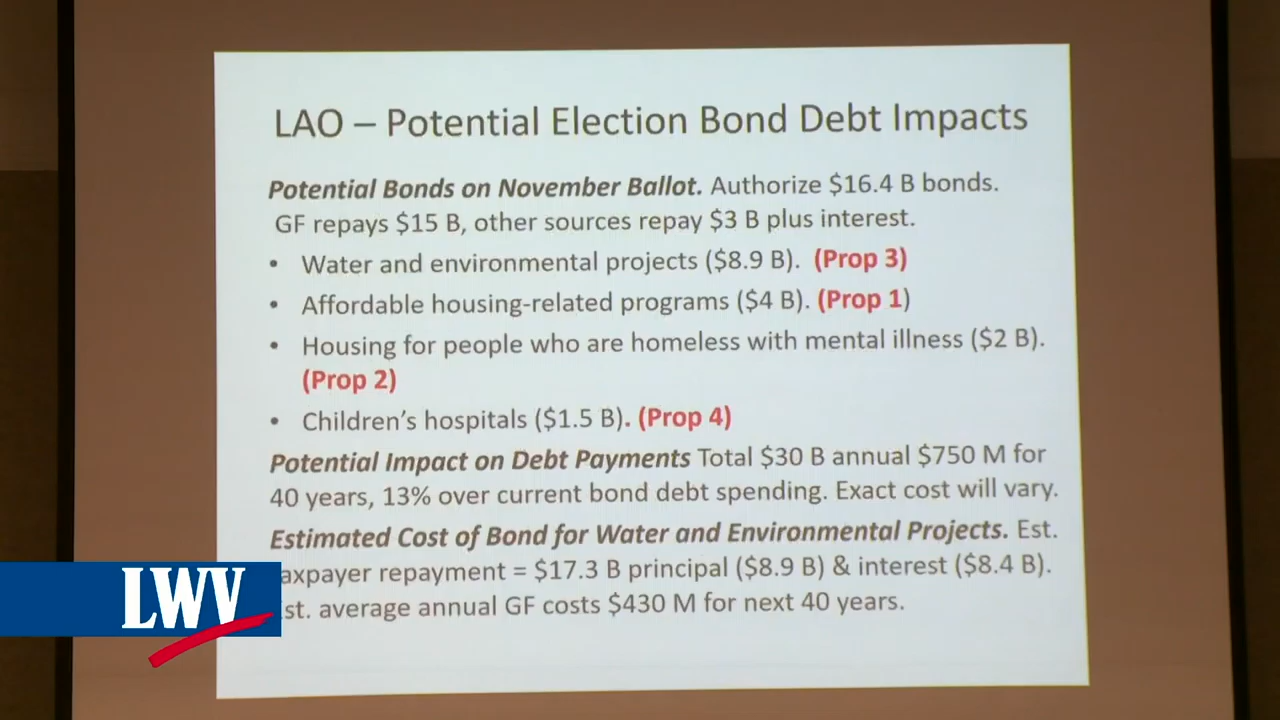 LAO – Potential Election Bond Debt Impacts
Potential Bonds on November Ballot. Authorize $16.4 B bonds.
GF repays $15 B, other sources repay $3 B plus interest.
• Water and environmental projects ($8.9 B). (Prop 3)
• Affordable housing-related programs ($4 B). (Prop 1)
• Housing for people who are homeless with mental illness ($2 B).
(Prop 2)
• Children's hospitals ($1.5 B). (Prop 4)
Potential Impact on Debt Payments Total $30 B annual $750 M for
40 years, 13% over current bond debt spending. Exact cost will vary.
Estimated Cost of Bond for Water and Environmental Projects. Est.
axpayer repayment = $17.3 B principal ($8.9 B) & interest ($8.4 B).
st. average annual GF costs $430 M for next 40 years.
LWV